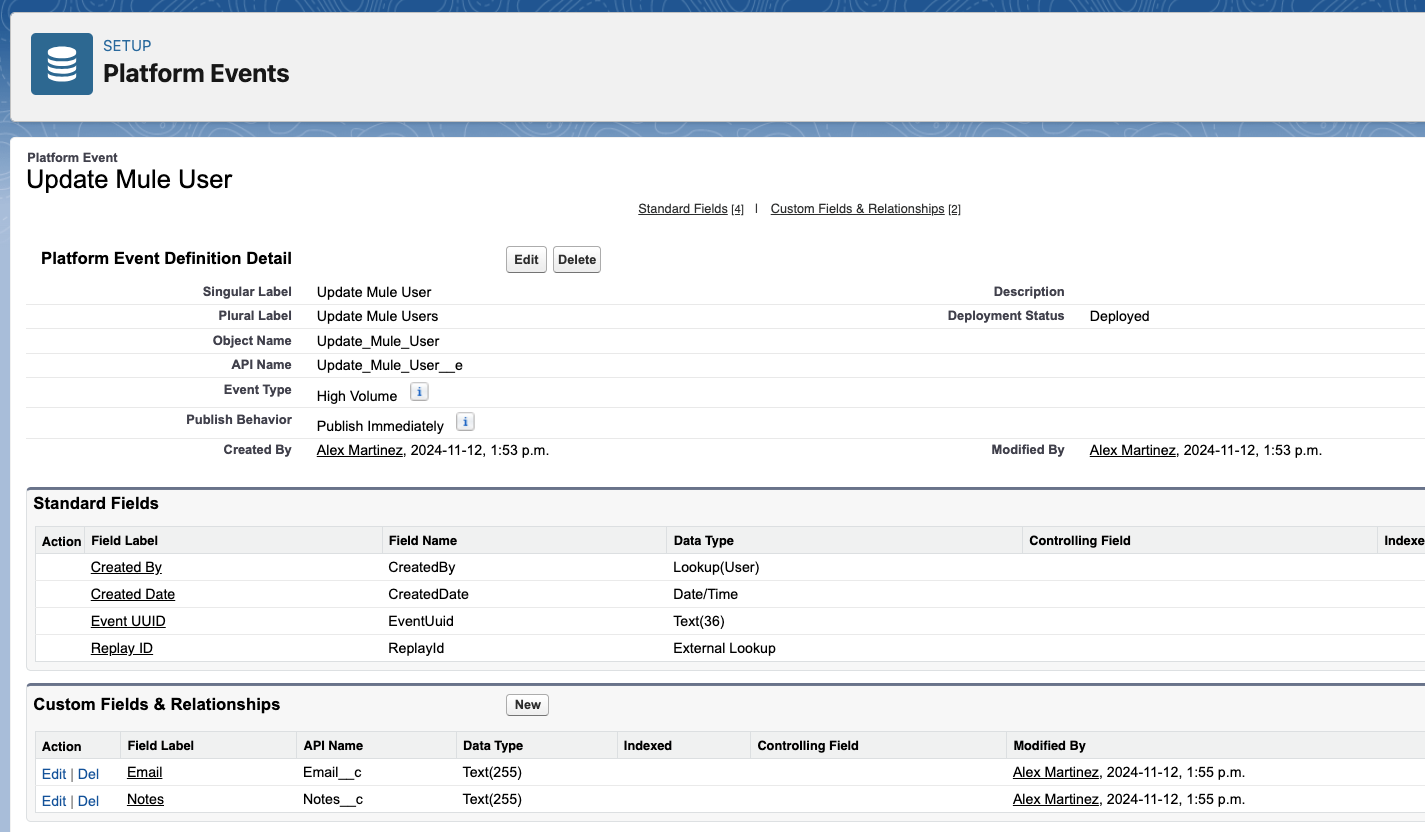 SETUP
Platform Events
Platform Event
Update Mule User
Standard Fields [4] | Custom Fields & Relationships [2]
Platform Event Definition Detail Edit Delete
Singular Label Update Mule User Description
Plural Label Update Mule Users Deployment Status Deployed
Object Name Update_Mule_User
API Name Update_Mule_User__e
Event Type High Volume i
Publish Behavior Publish Immediately i
Created By Alex Martinez, 2024-11-12, 1:53 p.m. Modified By Alex Martinez, 2024-11-12, 1:53 p.m.
Standard Fields
Action Field Label Field Name Data Type Controlling Field Indexe
Created By CreatedBy Lookup(User)
Created Date CreatedDate Date/Time
Event UUID EventUuid Text(36)
Replay ID ReplayId External Lookup
Custom Fields & Relationships New
Action Field Label API Name Data Type Indexed Controlling Field Modified By
Edit | Del Email Email__c Text(255) Alex Martinez, 2024-11-12, 1:55 p.m.
Edit | Del Notes Notes__c Text(255) Alex Martinez, 2024-11-12, 1:55 p.m.